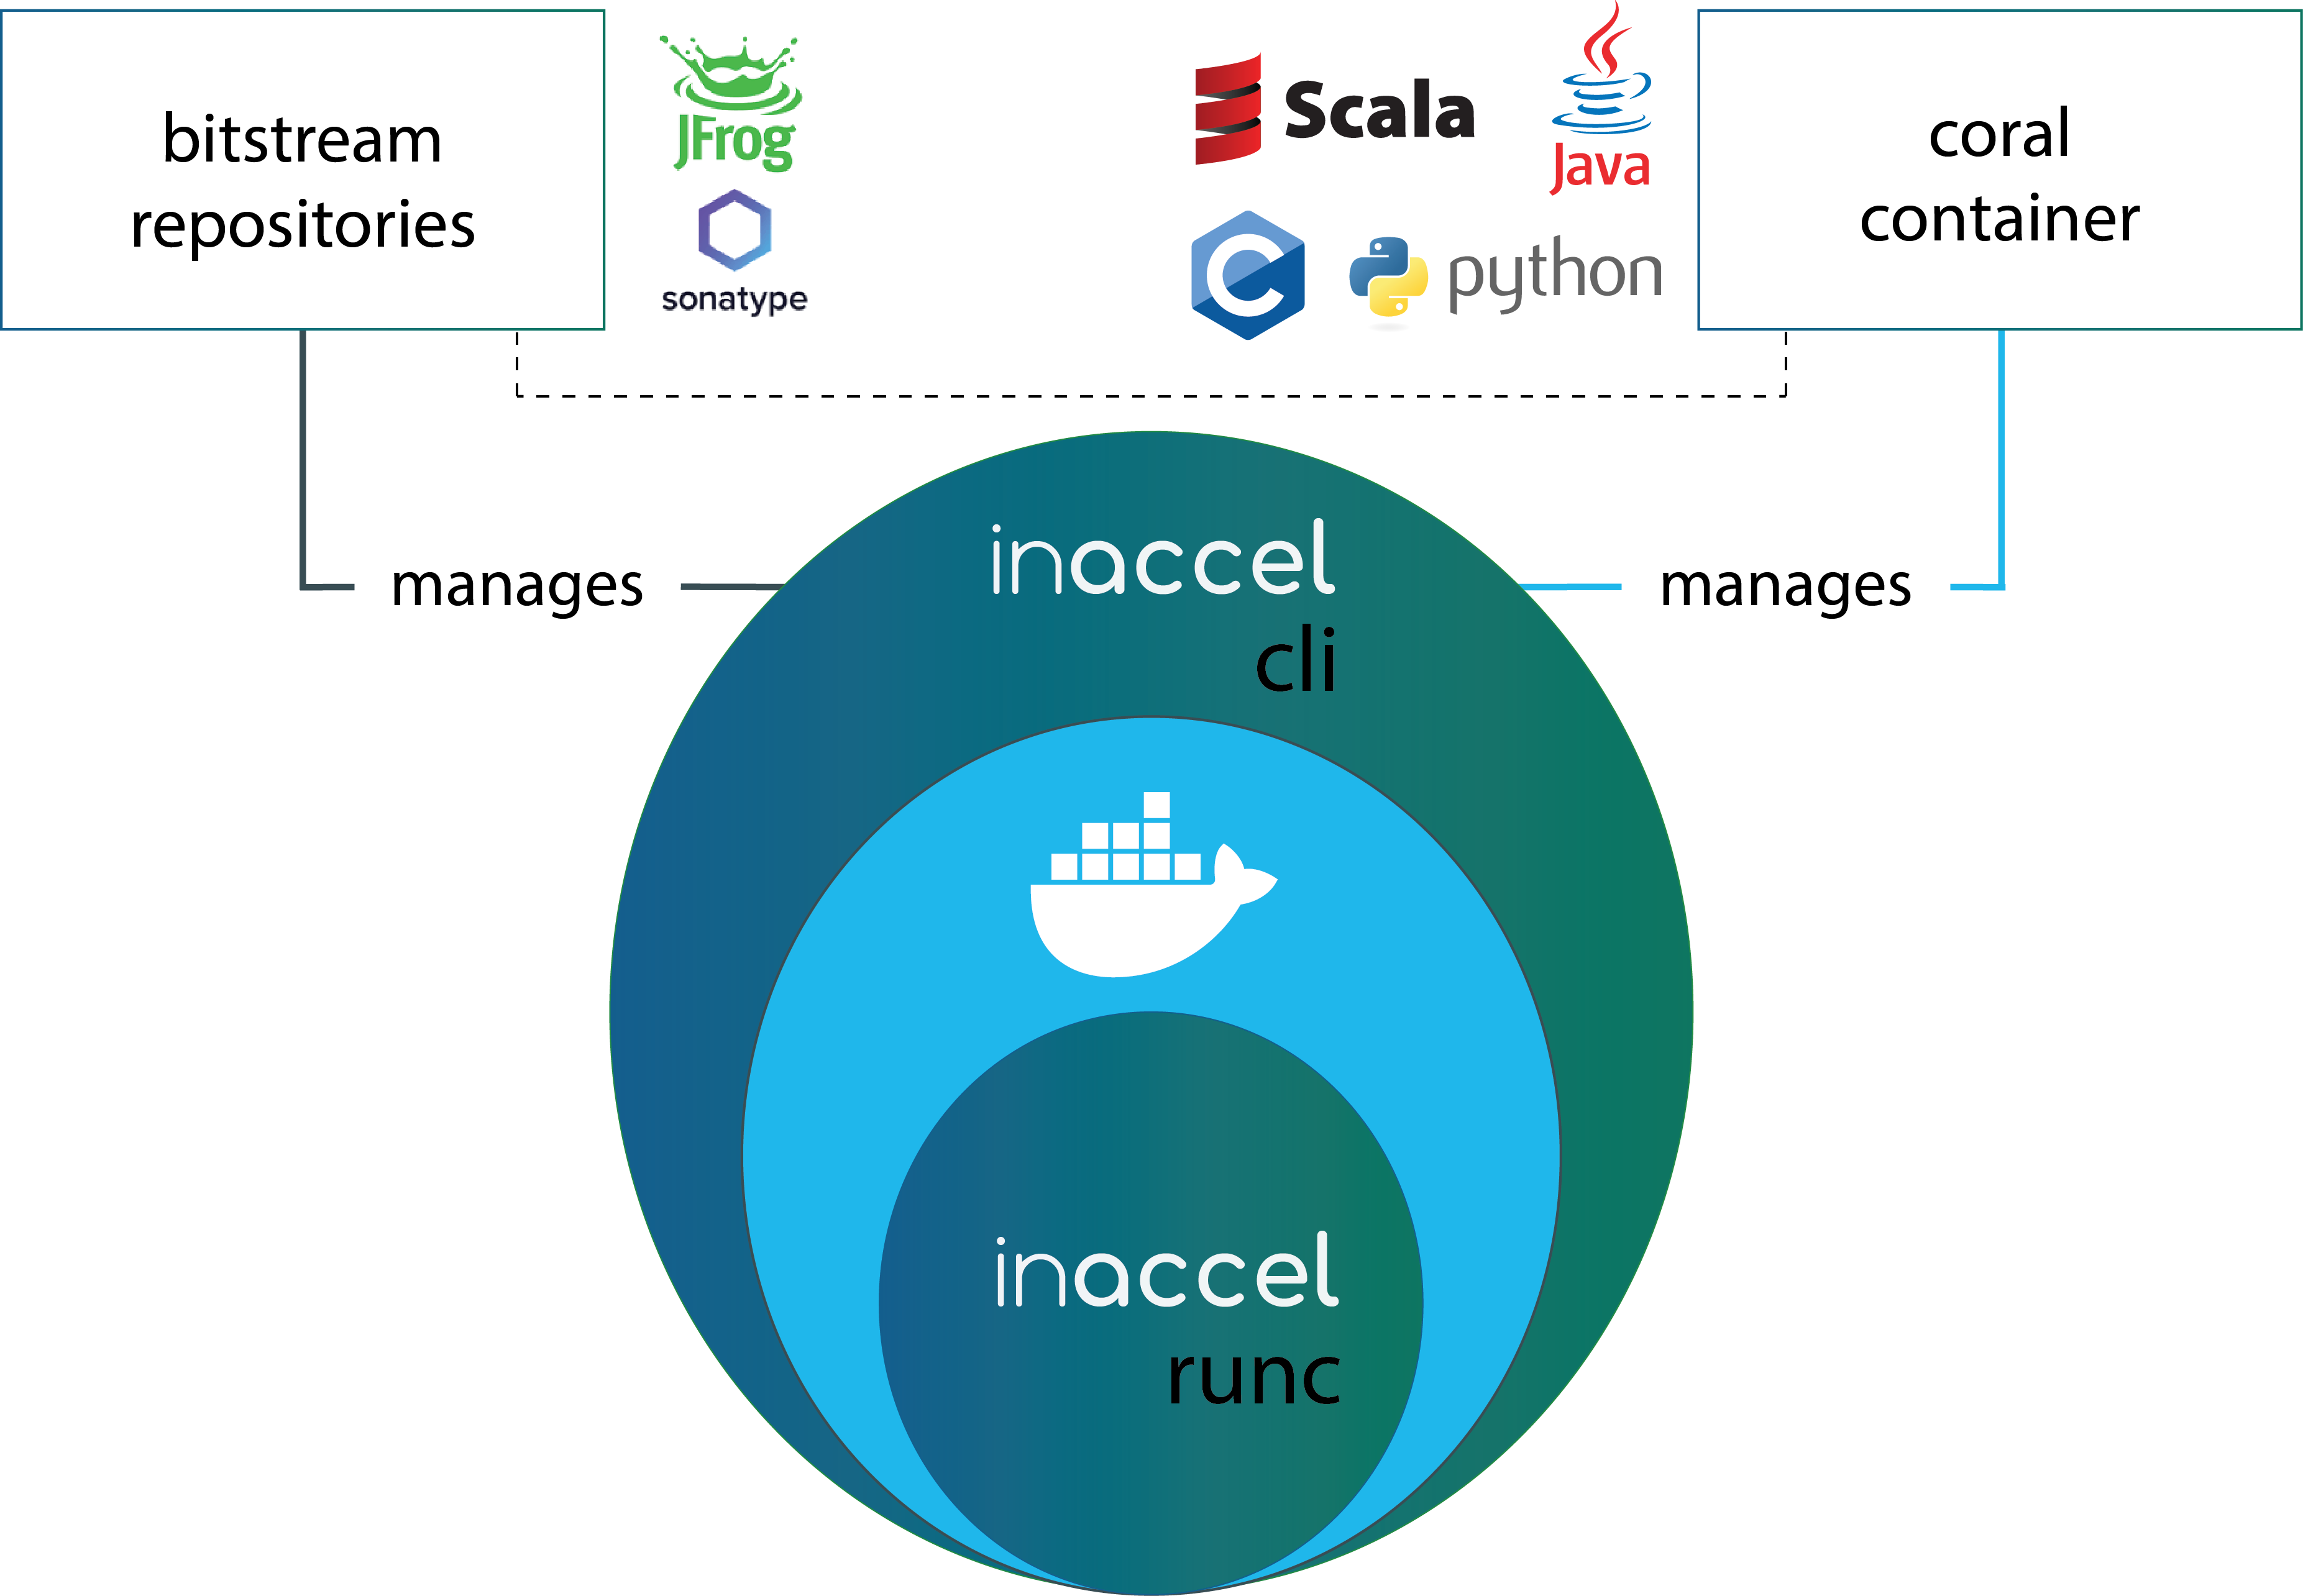 bitstream
repositories
JFrog
sonatype
Scala
Java
C
python
coral
container
manages
manages
inaccel
cli
inaccel
runc